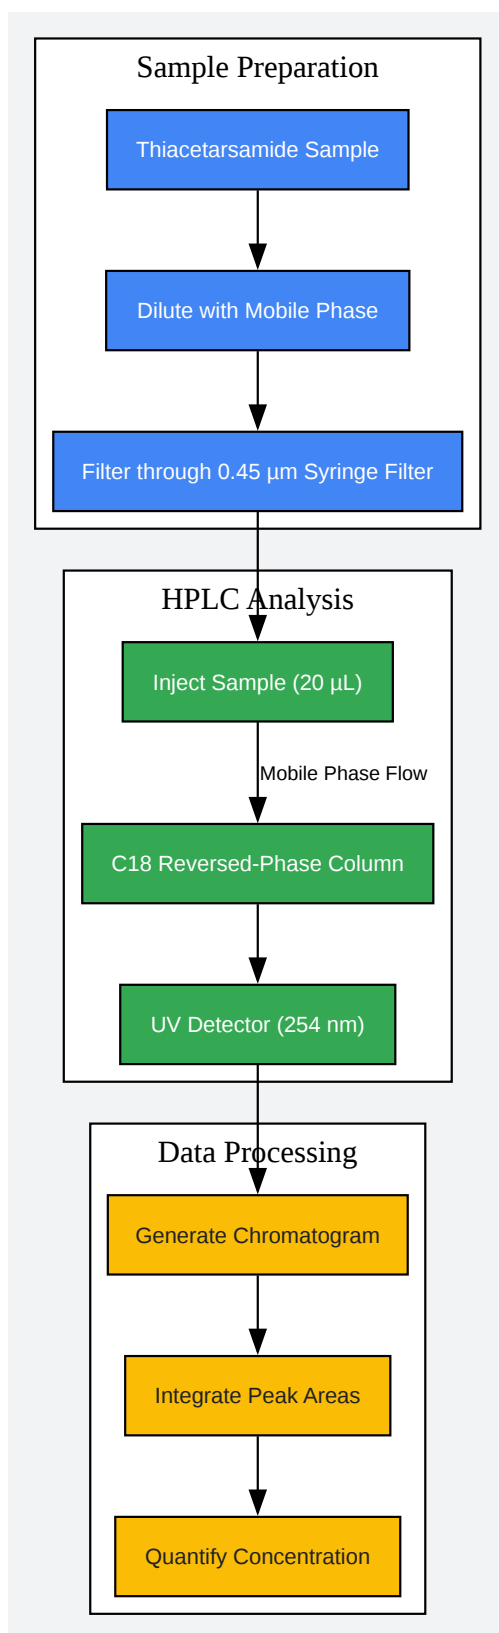 Sample Preparation
Thiacetarsamide Sample
Dilute with Mobile Phase
Filter through 0.45 µm Syringe Filter
HPLC Analysis
Inject Sample (20 µL)
Mobile Phase Flow
C18 Reversed-Phase Column
UV Detector (254 nm)
Data Processing
Generate Chromatogram
Integrate Peak Areas
Quantify Concentration